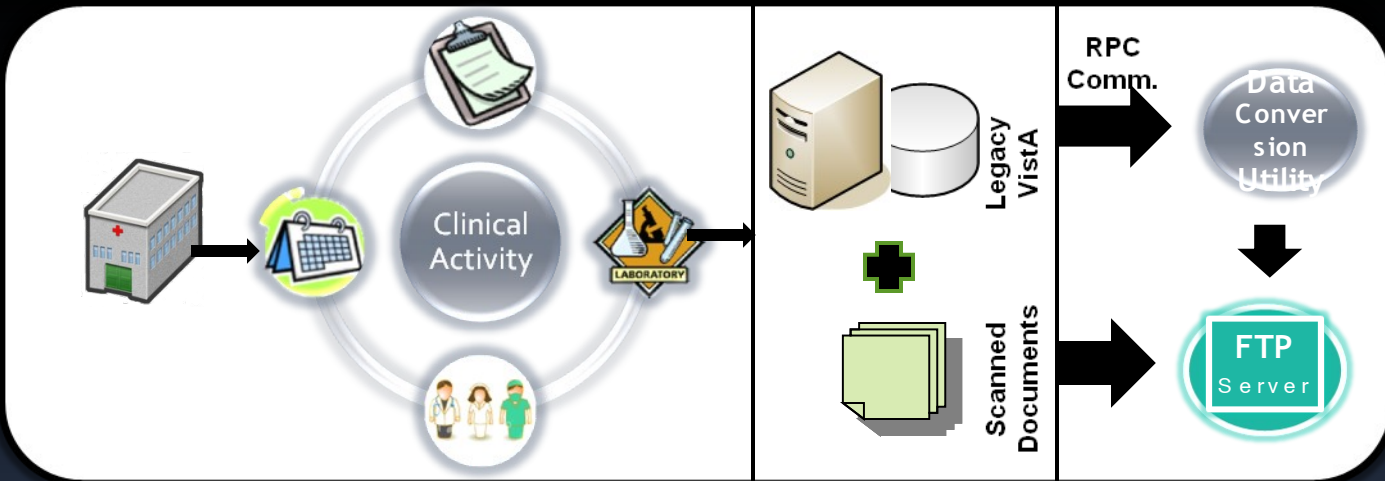 Clinical
Activity
LABORATORY
Legacy
VistA
Scanned
Documents
RPC
Comm.
Data
Conver
sion
Utility
FTP
Server